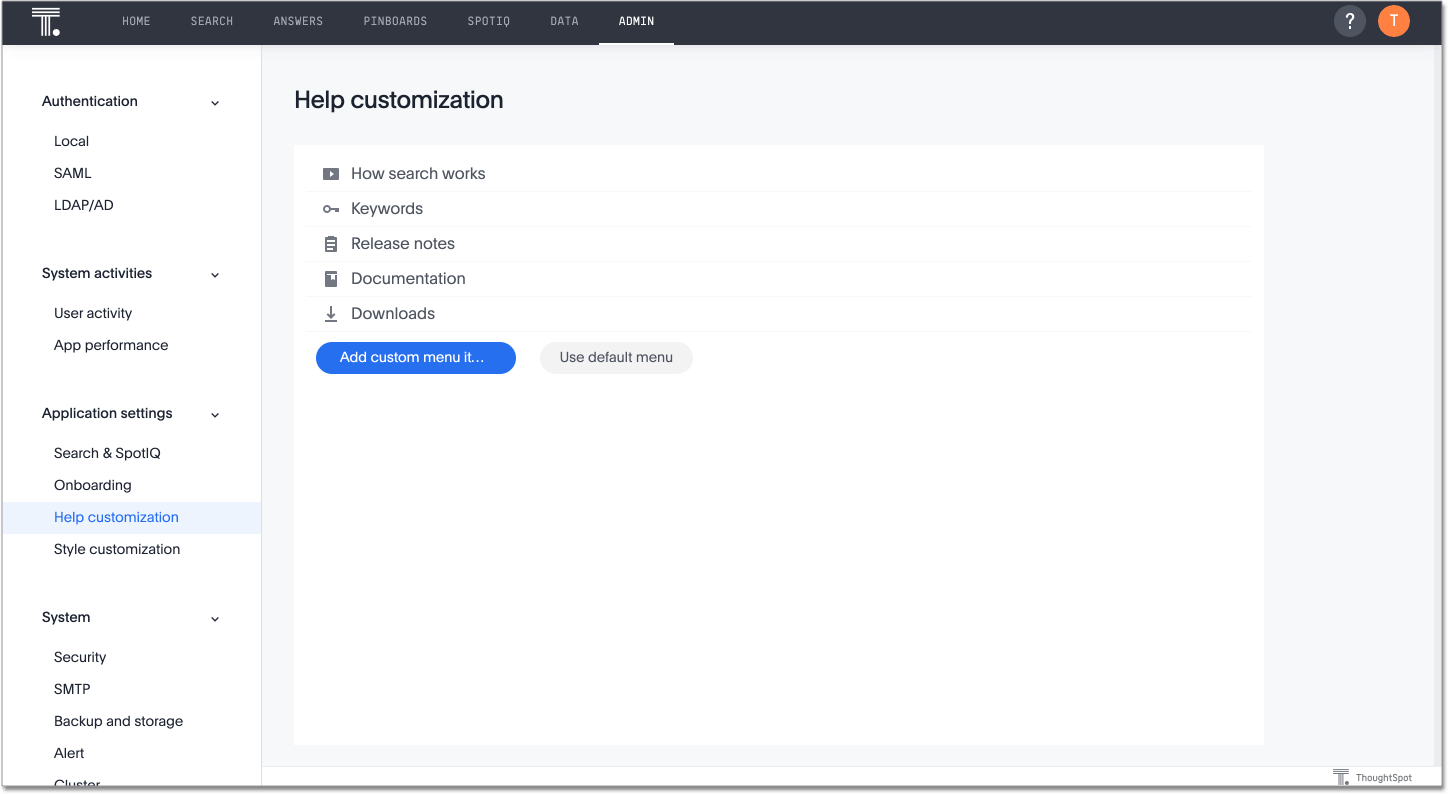 HOME SEARCH ANSWERS PINBOARDS SPOTIQ DATA ADMIN ? T
Authentication
Local
SAML
LDAP/AD
System activities
User activity
App performance
Application settings
Search & SpotIQ
Onboarding
Help customization
Style customization
System
Security
SMTP
Backup and storage
Alert
Cluster
Help customization
How search works
Keywords
Release notes
Documentation
Downloads
Add custom menu it... Use default menu
ThoughtSpot